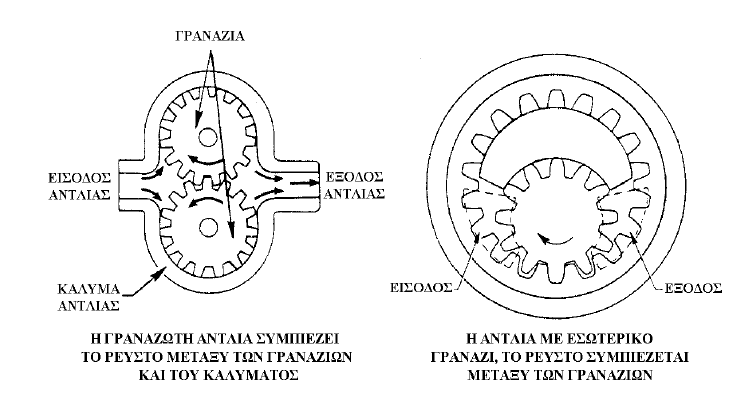 ΓΡΑΝΑΖΙΑ
ΕΙΣΟΔΟΣ
ΑΝΤΛΙΑΣ
ΕΞΟΔΟΣ
ΑΝΤΛΙΑΣ
ΚΑΛΥΜΑ
ΑΝΤΛΙΑΣ
Η ΓΡΑΝΑΖΩΤΗ ΑΝΤΛΙΑ ΣΥΜΠΙΕΖΕΙ
ΤΟ ΡΕΥΣΤΟ ΜΕΤΑΞΥ ΤΩΝ ΓΡΑΝΑΖΙΩΝ
ΚΑΙ ΤΟΥ ΚΑΛΥΜΑΤΟΣ
ΕΙΣΟΔΟΣ
ΕΞΟΔΟΣ
Η ΑΝΤΛΙΑ ΜΕ ΕΣΩΤΕΡΙΚΟ
ΓΡΑΝΑΖΙ, ΤΟ ΡΕΥΣΤΟ ΣΥΜΠΙΕΖΕΤΑΙ
ΜΕΤΑΞΥ ΤΩΝ ΓΡΑΝΑΖΙΩΝ